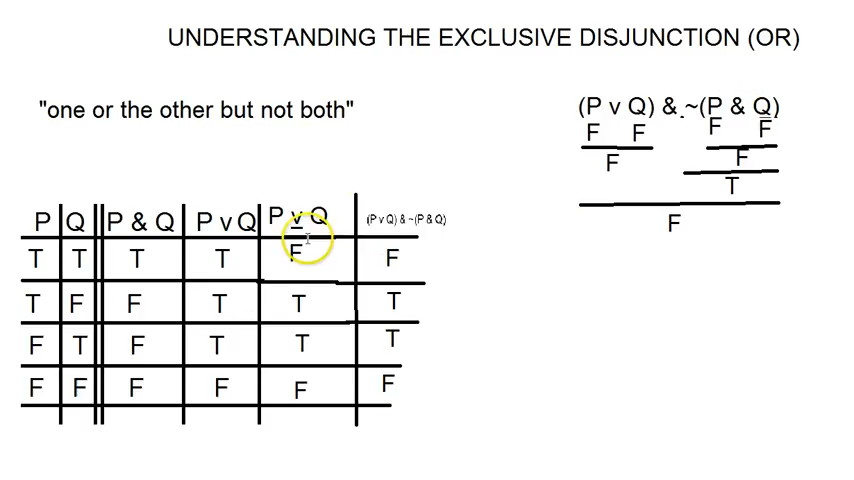 UNDERSTANDING THE EXCLUSIVE DISJUNCTION (OR)
"one or the other but not both"
(P v Q) & ~(P & Q)
F F F F
F F
T
F
P Q P & Q P v Q P v Q (P v Q) & ~(P & Q)
T T T T F F
T F F T T T
F T F T T T
F F F F F F